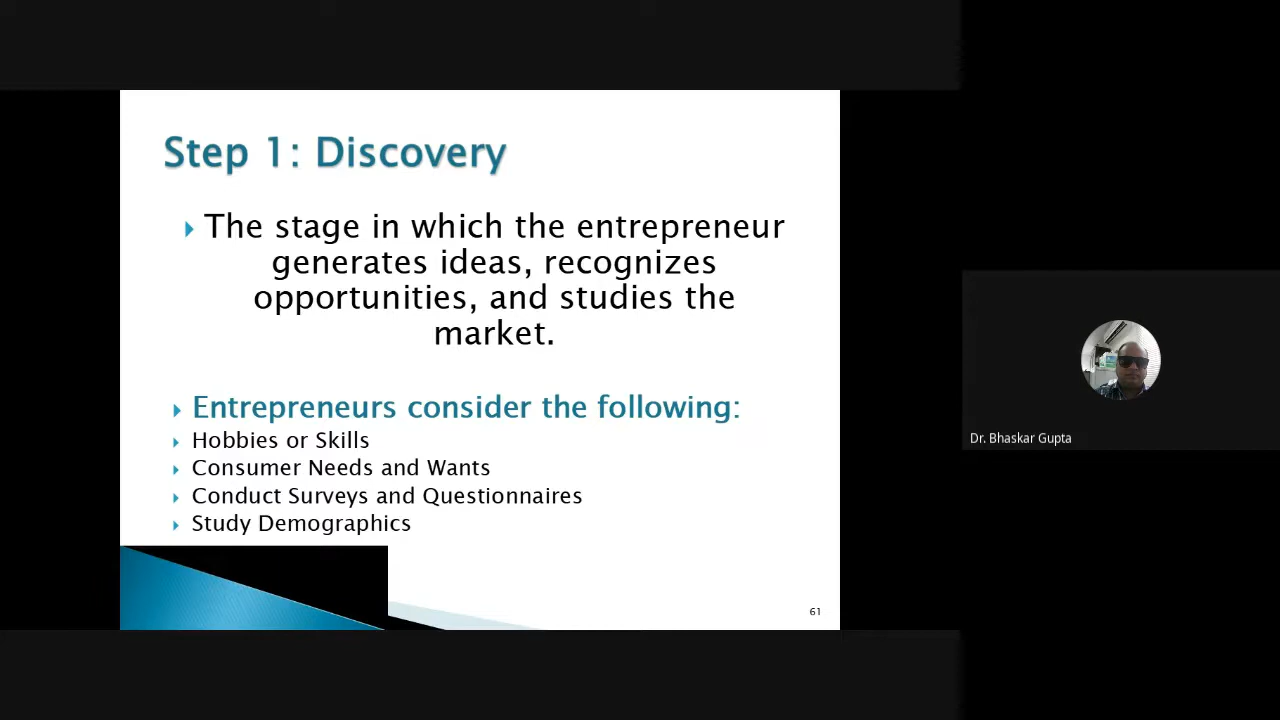 Step 1: Discovery
The stage in which the entrepreneur
generates ideas, recognizes
opportunities, and studies the
market.
Entrepreneurs consider the following:
Hobbies or Skills
Consumer Needs and Wants
Conduct Surveys and Questionnaires
Study Demographics
61
Dr. Bhaskar Gupta